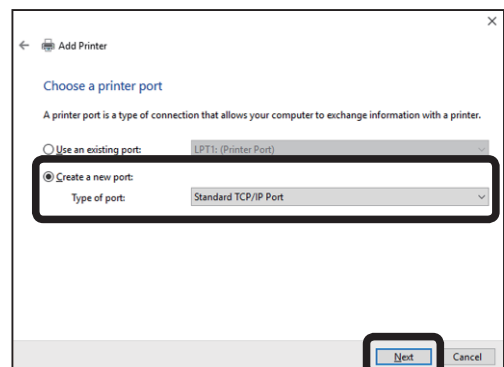 Add Printer
Choose a printer port
A printer port is a type of connection that allows your computer to exchange information with a printer.
Use an existing port: LPT1: (Printer Port)
Create a new port:
Type of port: Standard TCP/IP Port
Next Cancel